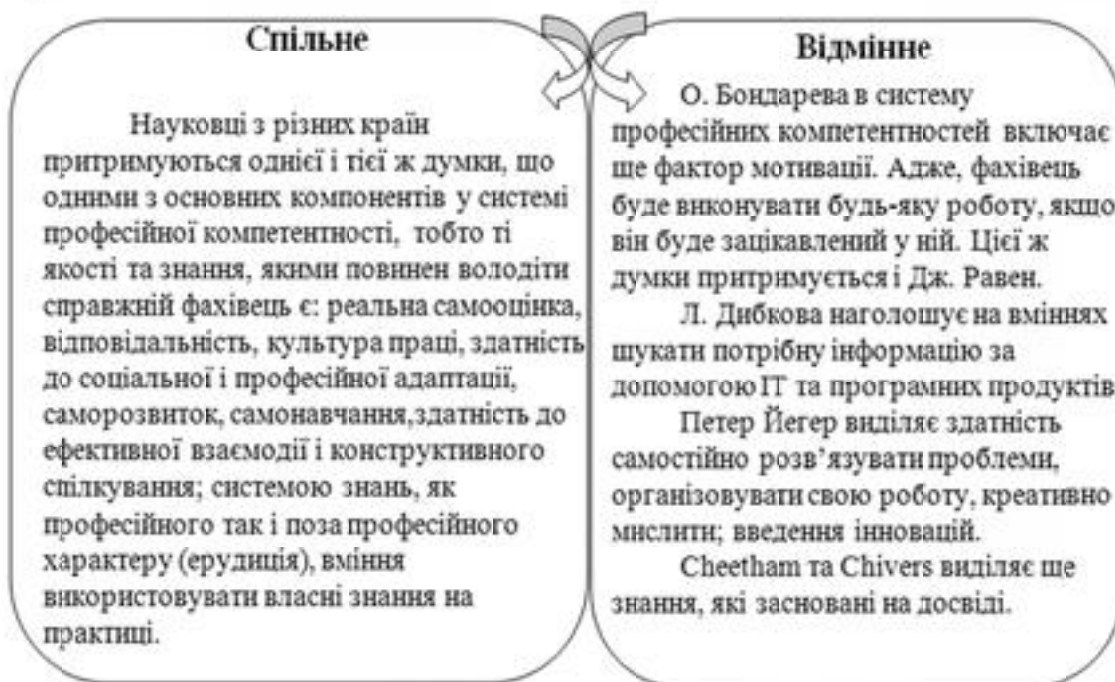 Спільне
Науковці з різних країн
притримуються однієї і тієї ж думки, що
одними з основних компонентів у системі
професійної компетентності, тобто ті
якості та знання, якими повинен володіти
справжній фахівець є: реальна самооцінка,
відповідальність, культура праці, здатність
до соціальної і професійної адаптації,
саморозвиток, самонавчання,здатність до
ефективної взаємодії і конструктивного
спілкування; системою знань, як
професійного так і поза професійного
характеру (ерудиція), вміння
використовувати власні знання на
практиці.
Відмінне
О. Бондарева в систему
професійних компетентностей включає
ще фактор мотивації. Адже, фахівець
буде виконувати будь-яку роботу, якшо
він буде зацікавлений у ній. Цієї ж
думки притримується і Дж. Равен.
Л. Дибкова наголошує на вміннях
шукати потрібну інформацію за
допомогою ІТ та програмних продуктів
Петер Йегер виділяє здатність
самостійно розв’язувати проблеми,
організовувати свою роботу, креативно
мислити; введення інновацій.
Cheetham та Chivers виділяє ще
знання, які засновані на досвіді.